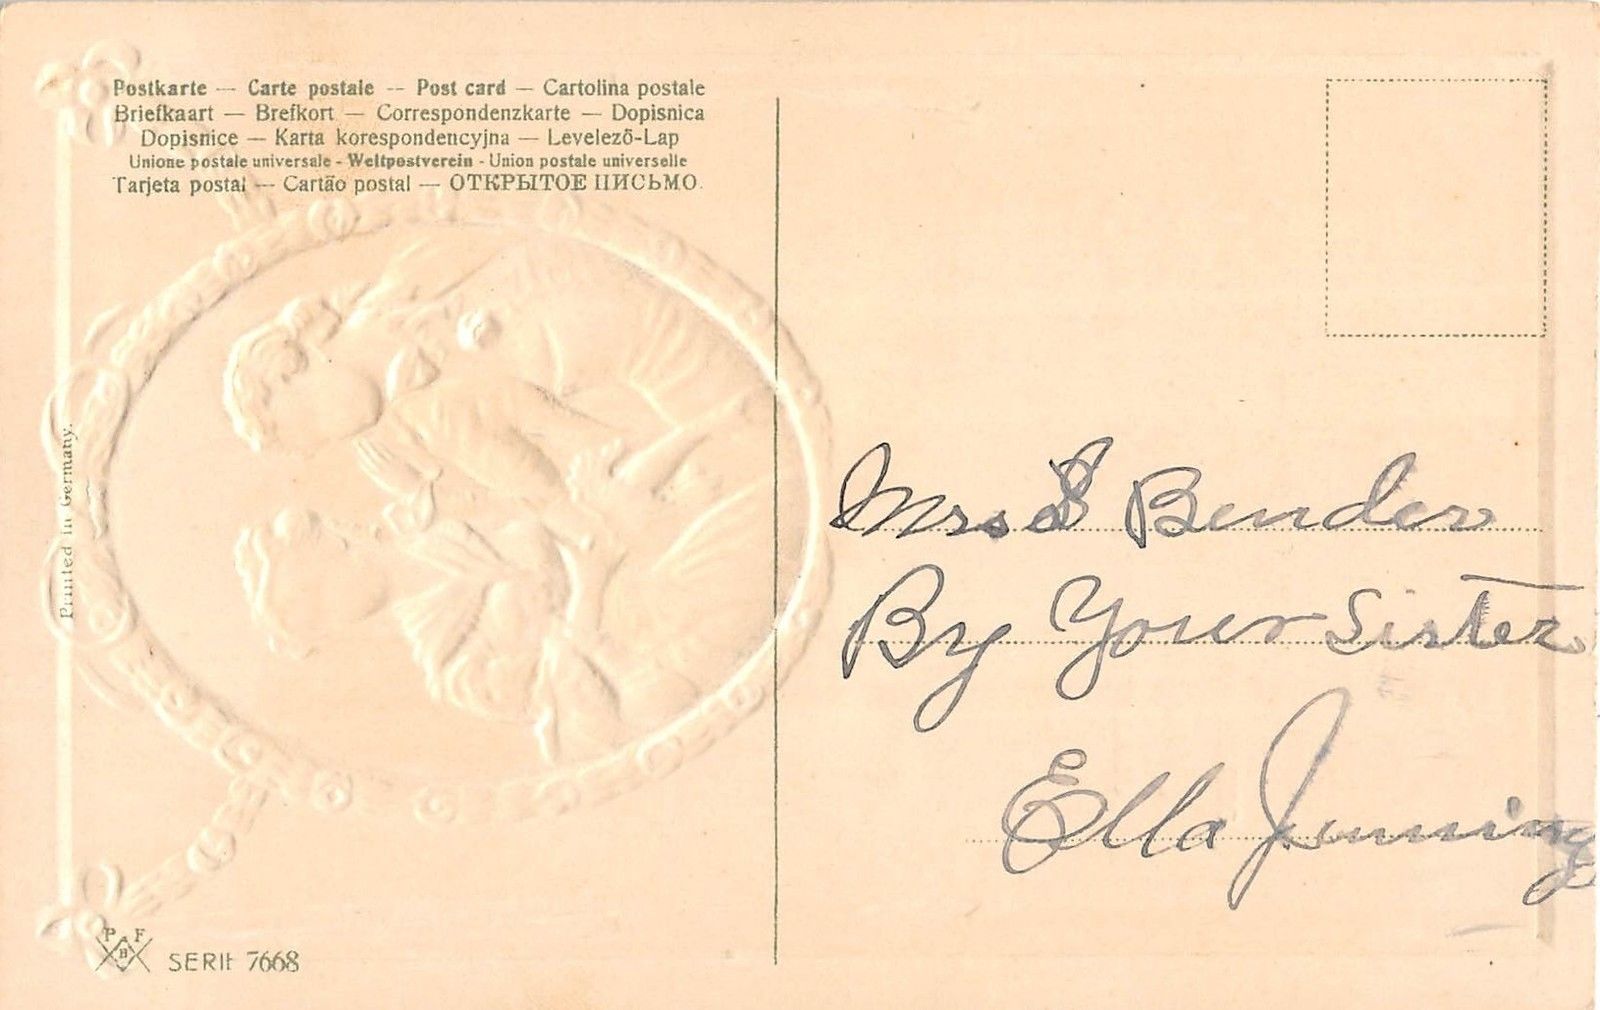 Postkarte — Carte postale -- Post card — Cartolina postale
Briefkaart — Brefkort — Correspondenzkarte — Dopisnica
Dopisnice — Karta korespondencyjna — Levelező-Lap
Unione postale universale - Weltpostverein - Union postale universelle
Tarjeta postal — Cartão postal — ОТКРЫТОЕ ПИСЬМО.
Printed in Germany.
Mrs S Bender
By Your Sister
Ella Jennings
P F
B
SERIE 7668